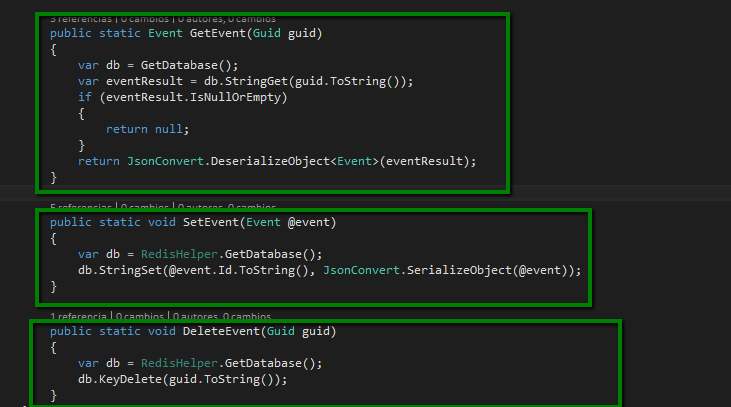 5 referencias | 0 cambios | 0 autores, 0 cambios
public static Event GetEvent(Guid guid)
{
var db = GetDatabase();
var eventResult = db.StringGet(guid.ToString());
if (eventResult.IsNullOrEmpty)
{
return null;
}
return JsonConvert.DeserializeObject<Event>(eventResult);
}
5 referencias | 0 cambios | 0 autores, 0 cambios
public static void SetEvent(Event @event)
{
var db = RedisHelper.GetDatabase();
db.StringSet(@event.Id.ToString(), JsonConvert.SerializeObject(@event));
}
1 referencia | 0 cambios | 0 autores, 0 cambios
public static void DeleteEvent(Guid guid)
{
var db = RedisHelper.GetDatabase();
db.KeyDelete(guid.ToString());
}